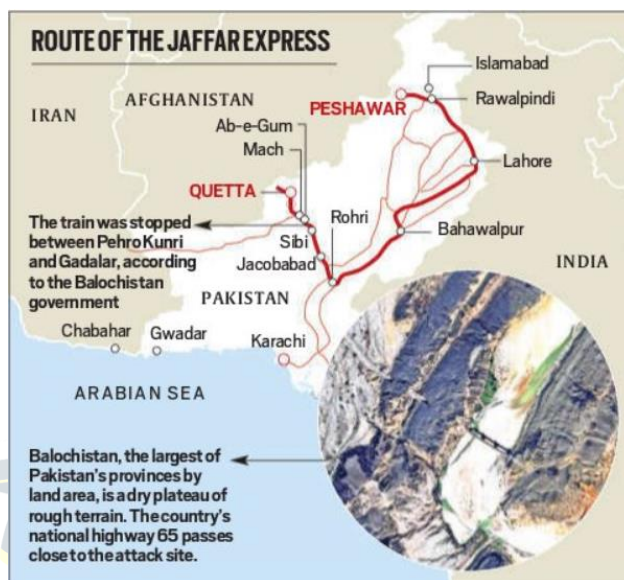 ROUTE OF THE JAFFAR EXPRESS
Islamabad
AFGHANISTAN
PESHAWAR
Rawalpindi
IRAN
Ab-e-Gum
Mach
Lahore
QUETTA
Rohri
The train was stopped
between Pehro Kunri
and Gadalar, according
to the Balochistan
government
Sibi
Bahawalpur
Jacobabad
INDIA
PAKISTAN
Chabahar
Gwadar
Karachi
ARABIAN SEA
Balochistan, the largest of
Pakistan's provinces by
land area, is a dry plateau of
rough terrain. The country's
national highway 65 passes
close to the attack site.